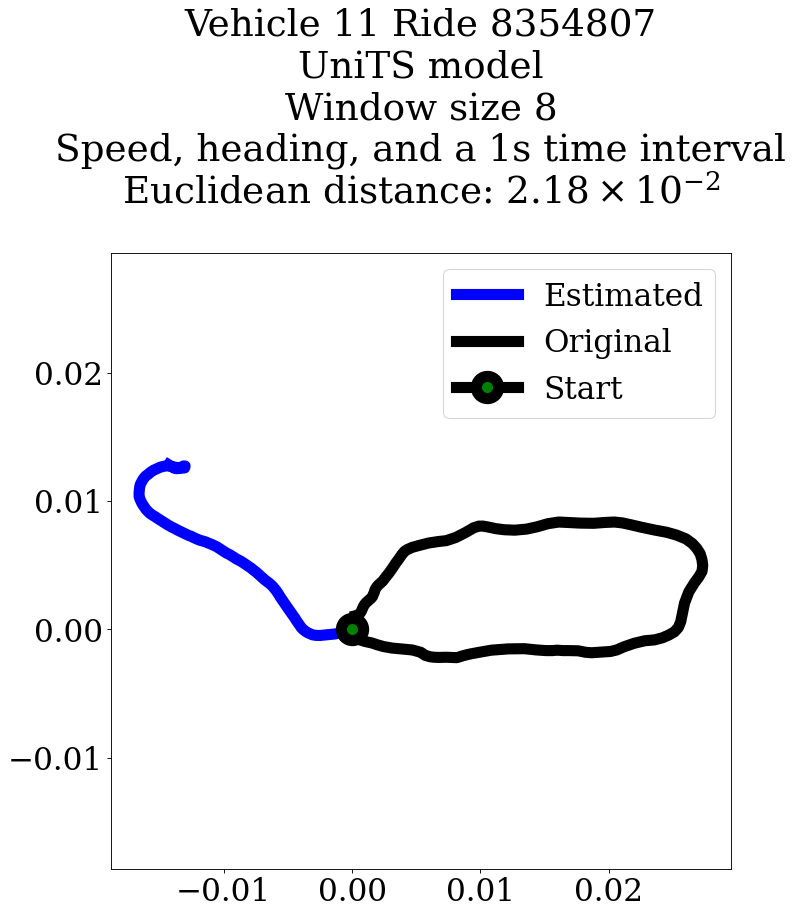 Vehicle 11 Ride 8354807
UniTS model
Window size 8
Speed, heading, and a 1s time interval
Euclidean distance: 2.18 × 10⁻²
Estimated
Original
Start
0.02
0.01
0.00
−0.01
−0.01 0.00 0.01 0.02